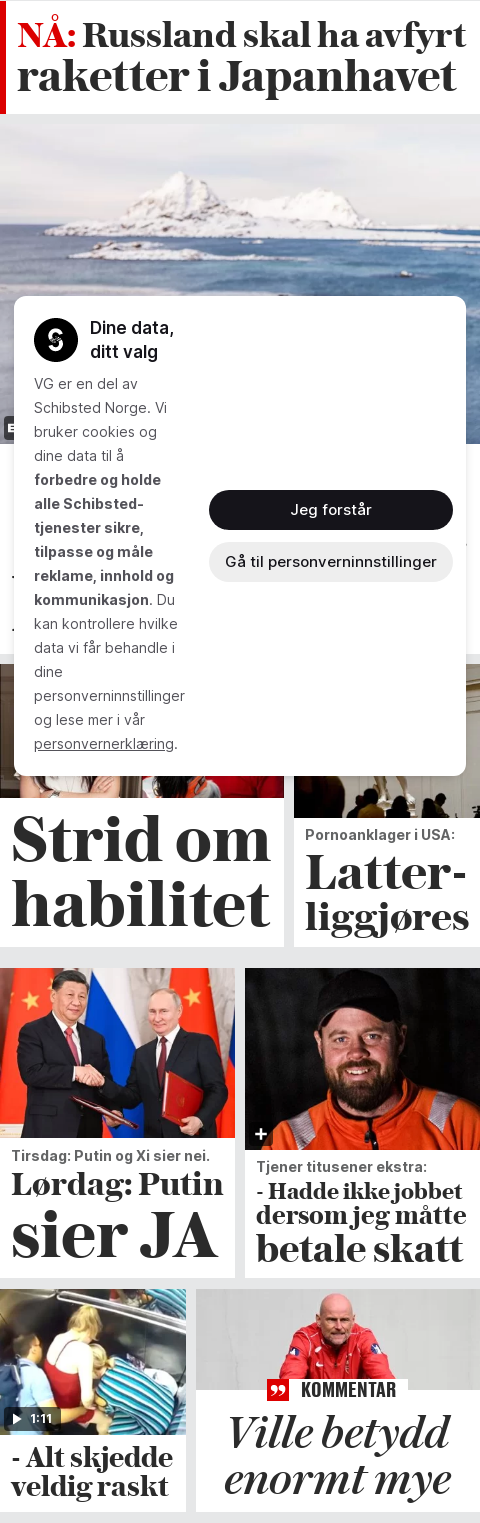 NÅ: Russland skal ha avfyrt
raketter i Japanhavet
Dine data,
ditt valg
VG er en del av
Schibsted Norge. Vi
bruker cookies og
dine data til å
forbedre og holde
alle Schibsted-
tjenester sikre,
tilpasse og måle
reklame, innhold og
kommunikasjon. Du
kan kontrollere hvilke
data vi får behandle i
dine
personverninnstillinger
og lese mer i vår
personvernerklæring.
Jeg forstår
Gå til personverninnstillinger
Strid om
habilitet
Pornoanklager i USA:
Latter-
liggjøres
Tirsdag: Putin og Xi sier nei.
Lørdag: Putin
sier JA
Tjener titusener ekstra:
- Hadde ikke jobbet
dersom jeg måtte
betale skatt
1:11
- Alt skjedde
veldig raskt
KOMMENTAR
Ville betydd
enormt mye